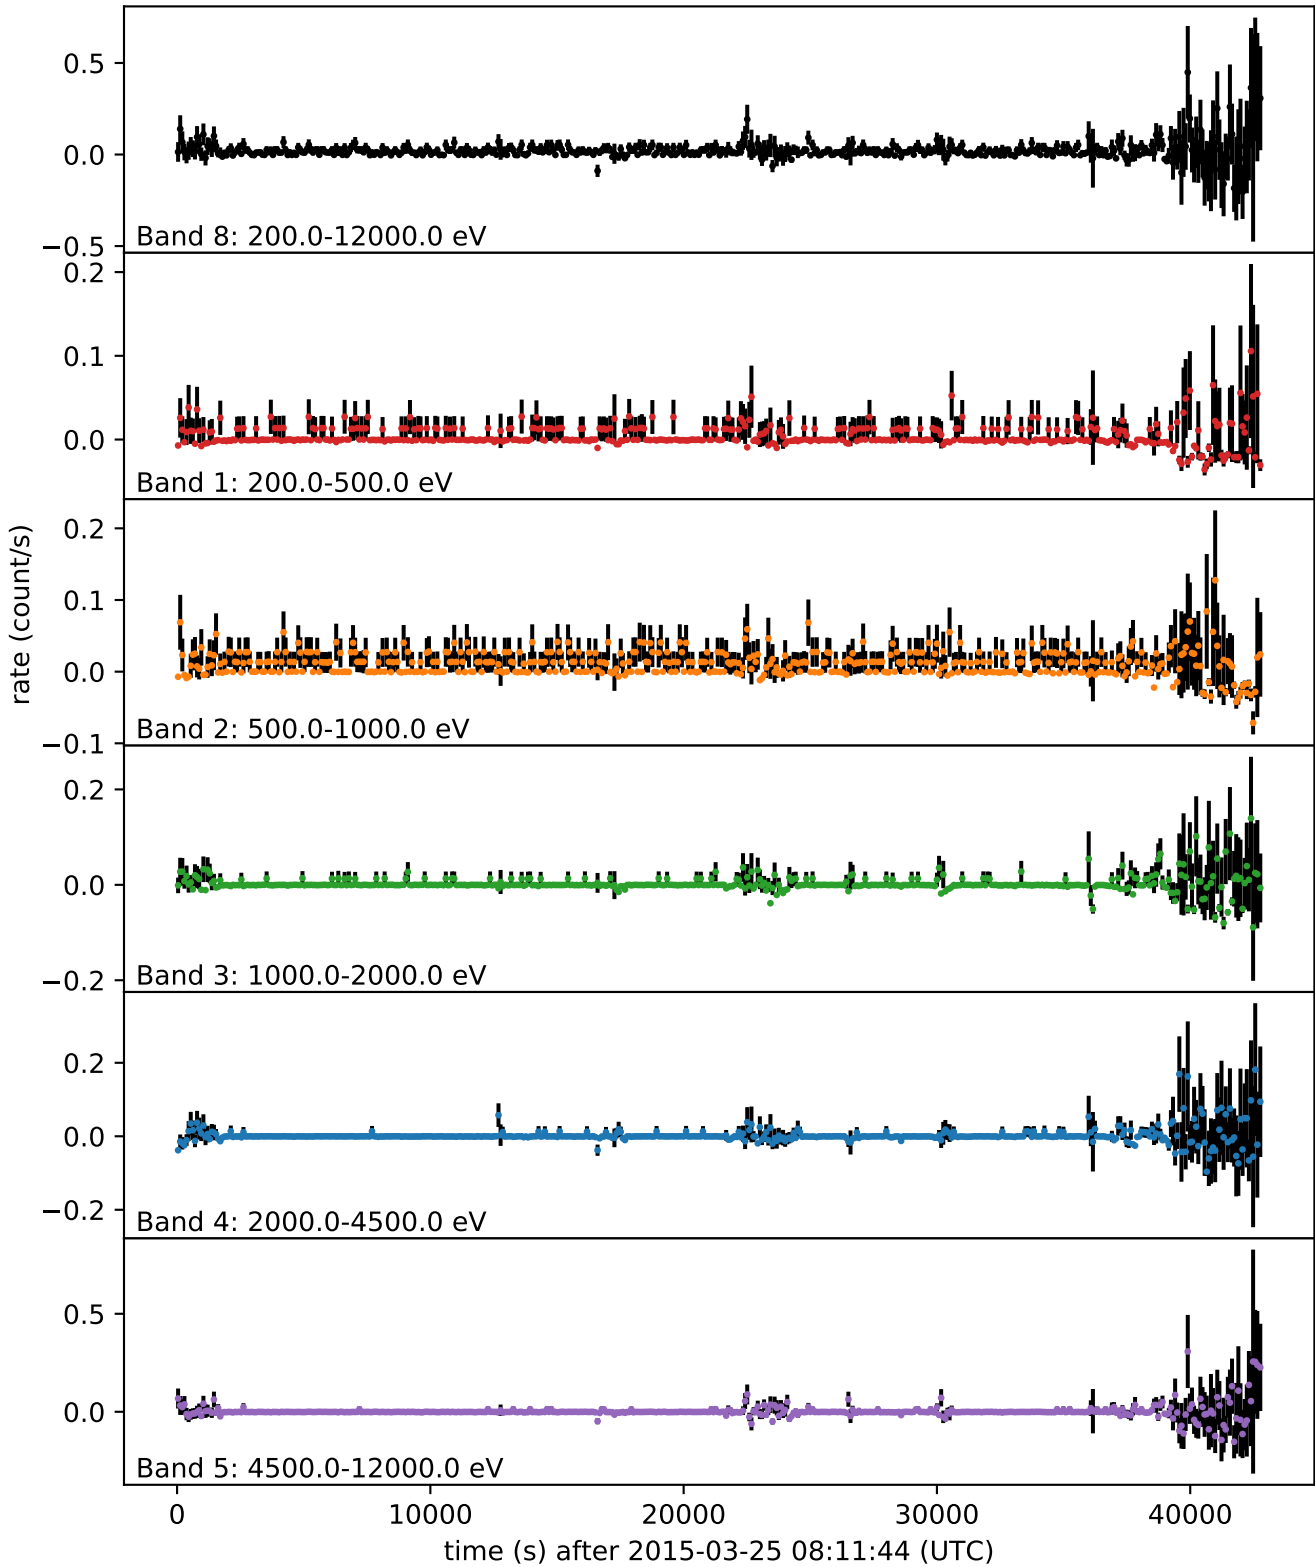 0.5
0.0
−0.5
Band 8: 200.0-12000.0 eV
0.2
0.1
0.0
Band 1: 200.0-500.0 eV
0.2
0.1
0.0
−0.1
Band 2: 500.0-1000.0 eV
rate (count/s)
0.2
0.0
−0.2
Band 3: 1000.0-2000.0 eV
0.2
0.0
−0.2
Band 4: 2000.0-4500.0 eV
0.5
0.0
Band 5: 4500.0-12000.0 eV
0 10000 20000 30000 40000
time (s) after 2015-03-25 08:11:44 (UTC)